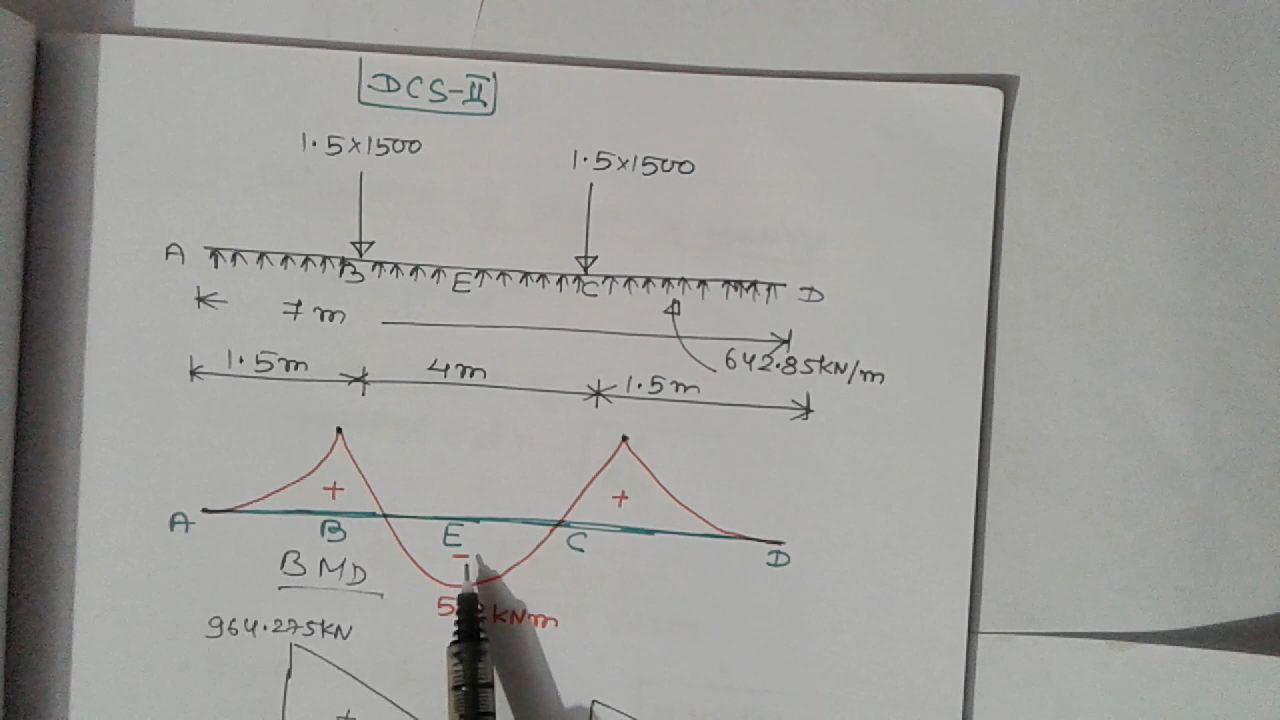 DCS-II
1.5×1500
1.5×1500
A
B
E
C
D
7 m
642.85KN/m
1.5m
4m
1.5m
+
+
A
B
E
C
D
-
BMD
KNm
964.275KN
+